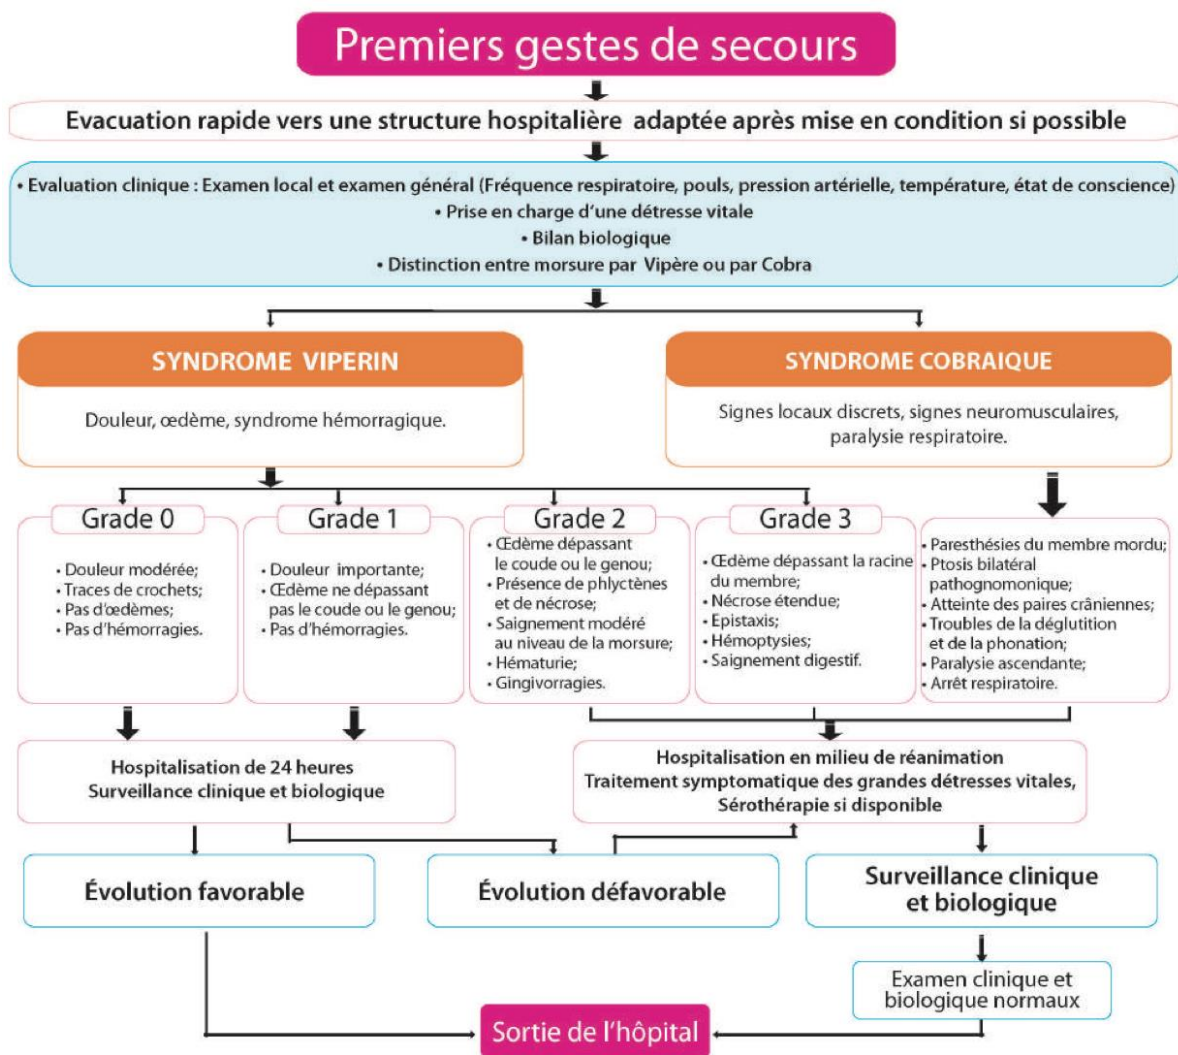 Premiers gestes de secours
Evacuation rapide vers une structure hospitalière adaptée après mise en condition si possible
• Evaluation clinique : Examen local et examen général (Fréquence respiratoire, pouls, pression artérielle, température, état de conscience)
• Prise en charge d'une détresse vitale
• Bilan biologique
• Distinction entre morsure par Vipère ou par Cobra
SYNDROME VIPERIN
Douleur, œdème, syndrome hémorragique.
SYNDROME COBRAIQUE
Signes locaux discrets, signes neuromusculaires,
paralysie respiratoire.
Grade 0
• Douleur modérée;
• Traces de crochets;
• Pas d'œdèmes;
• Pas d'hémorragies.
Grade 1
• Douleur importante;
• Œdème ne dépassant
pas le coude ou le genou;
• Pas d'hémorragies.
Grade 2
• Œdème dépassant
le coude ou le genou;
• Présence de phlyctènes
et de nécrose;
• Saignement modéré
au niveau de la morsure;
• Hématurie;
• Gingivorragies.
Grade 3
• Œdème dépassant la racine
du membre;
• Nécrose étendue;
• Epistaxis;
• Hémoptysies;
• Saignement digestif.
• Paresthésies du membre mordu;
• Ptosis bilatéral
pathognomonique;
• Atteinte des paires crâniennes;
• Troubles de la déglutition
et de la phonation;
• Paralysie ascendante;
• Arrêt respiratoire.
Hospitalisation de 24 heures
Surveillance clinique et biologique
Hospitalisation en milieu de réanimation
Traitement symptomatique des grandes détresses vitales,
Sérothérapie si disponible
Évolution favorable
Évolution défavorable
Surveillance clinique
et biologique
Examen clinique et
biologique normaux
Sortie de l'hôpital